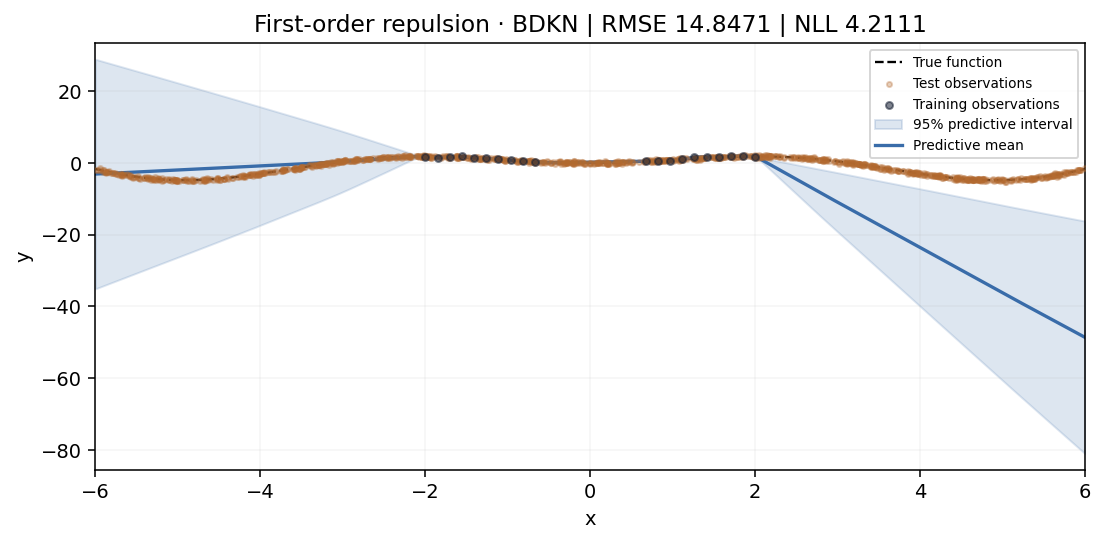 First-order repulsion · BDKN | RMSE 14.8471 | NLL 4.2111
True function
Test observations
Training observations
95% predictive interval
Predictive mean
20
0
−20
−40
−60
−80
y
−6
−4
−2
0
2
4
6
x